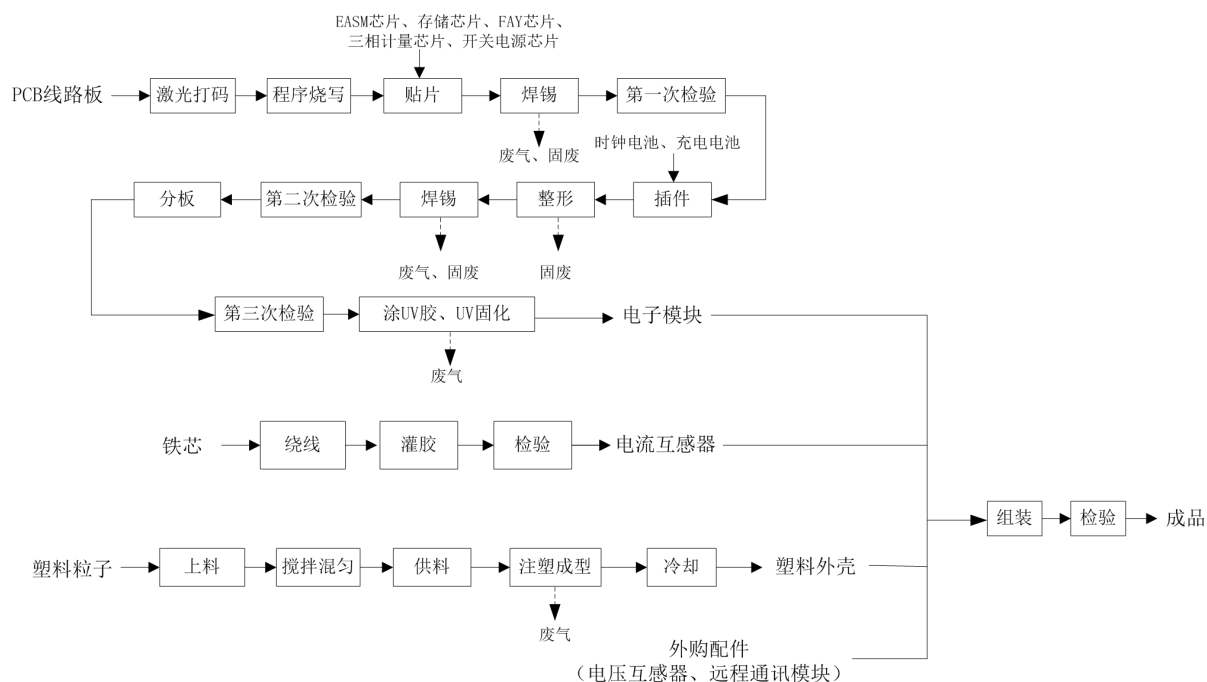 EASM芯片、存储芯片、FAY芯片、
三相计量芯片、开关电源芯片
PCB线路板
激光打码
程序烧写
贴片
焊锡
第一次检验
废气、固废
时钟电池、充电电池
分板
第二次检验
焊锡
整形
插件
废气、固废
固废
第三次检验
涂UV胶、UV固化
电子模块
废气
铁芯
绕线
灌胶
检验
电流互感器
组装
检验
成品
塑料粒子
上料
搅拌混匀
供料
注塑成型
冷却
塑料外壳
废气
外购配件
（电压互感器、远程通讯模块）